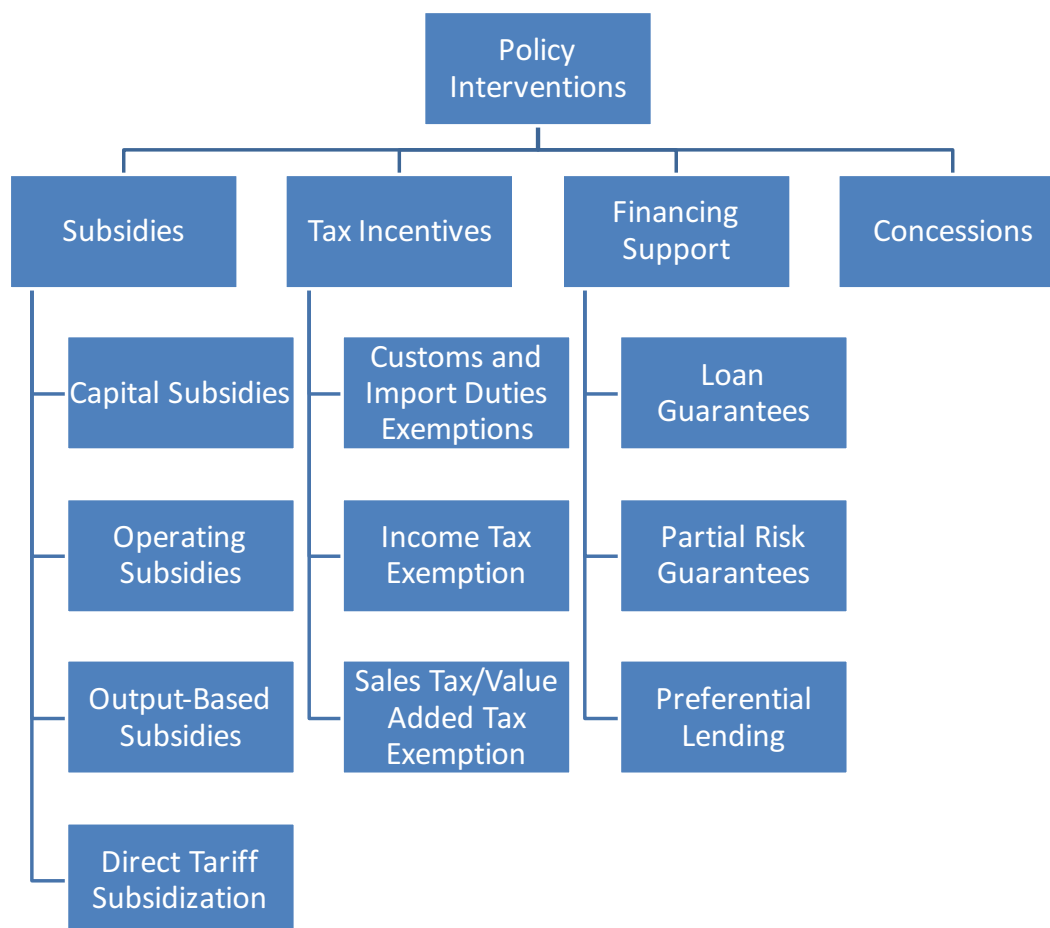 Policy
Interventions
Subsidies
Tax Incentives
Financing
Support
Concessions
Capital Subsidies
Customs and
Import Duties
Exemptions
Loan
Guarantees
Operating
Subsidies
Income Tax
Exemption
Partial Risk
Guarantees
Output-Based
Subsidies
Sales Tax/Value
Added Tax
Exemption
Preferential
Lending
Direct Tariff
Subsidization